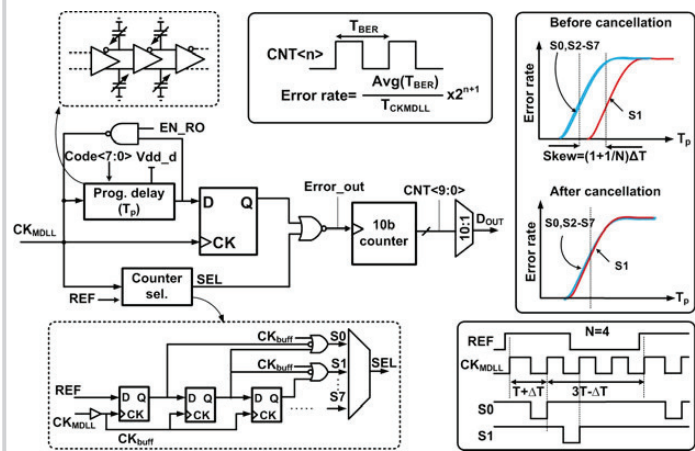 T_BER
CNT<n>
Error rate= Avg(T_BER) / T_CKMDLL x2^n+1
Before cancellation
S0,S2-S7
Error rate
S1
T_p
Skew=(1+1/N)ΔT
After cancellation
S0,S2-S7
Error rate
S1
T_p
EN_RO
Code<7:0>
Vdd_d
Prog. delay
(T_p)
D
Q
CK
CK_MDLL
Error_out
10b
counter
CNT<9:0>
10:1
D_OUT
REF
Counter
sel.
SEL
CK_buff
S0
CK_buff
S1
S7
SEL
REF
D Q
CK
D Q
CK
D Q
CK
CK_MDLL
CK_buff
N=4
REF
CK_MDLL
T+ΔT
3T-ΔT
S0
S1